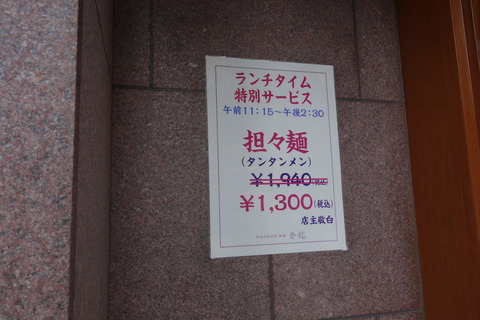 ランチタイム
特別サービス
午前11:15～午後2:30
担々麺
(タンタンメン)
￥1,940(税込)
￥1,300(税込)
店主敬白